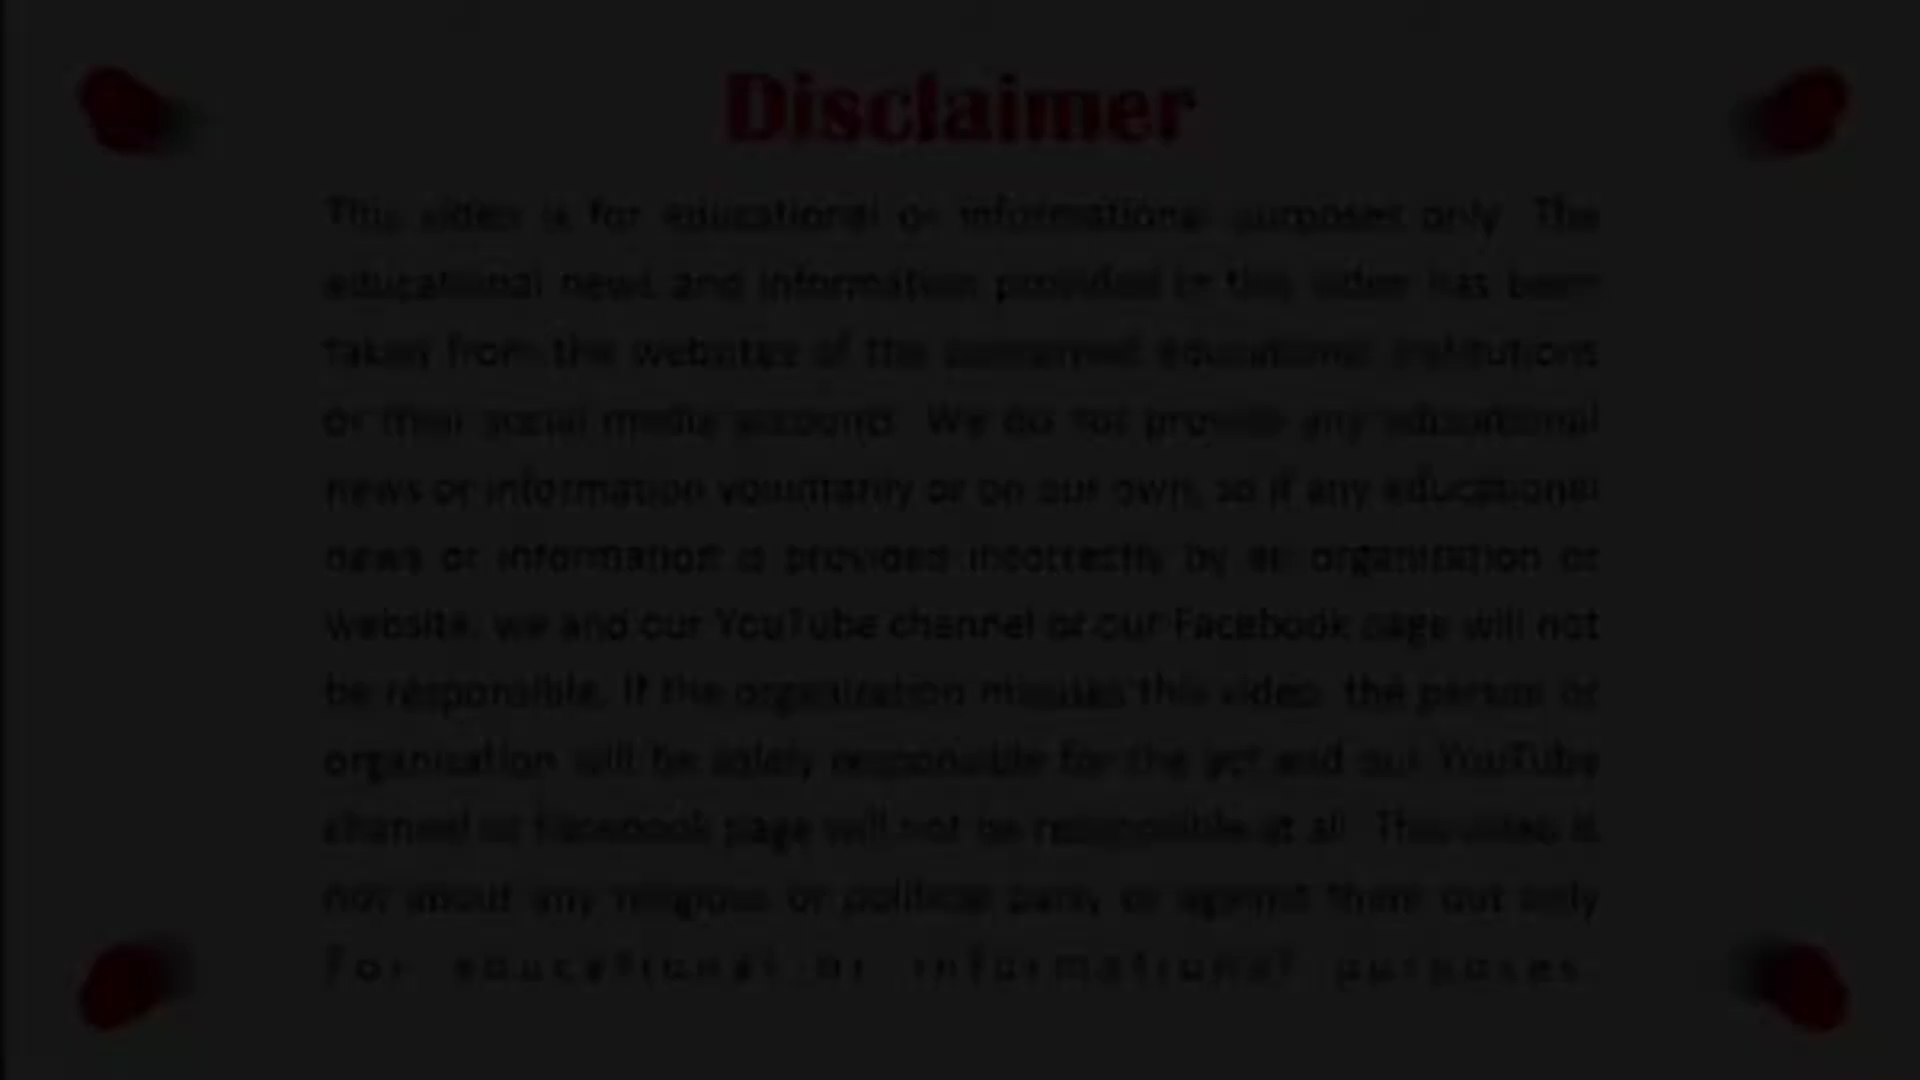 Disclaimer
This video is for educational or informational purposes only. The
educational news and information provided in this video has been
taken from the websites of the concerned educational institutions
or their social media accounts. We do not provide any educational
news or information voluntarily or on our own, so if any educational
news or information is provided incorrectly by an organisation or
website, we and our YouTube channel or our Facebook page will not
be responsible. If the organization misuses this video, the person or
organisation will be solely responsible for the act and our YouTube
channel or Facebook page will not be responsible at all. This video is
not about any religious or political party or against them but only
For educational or informational purposes.